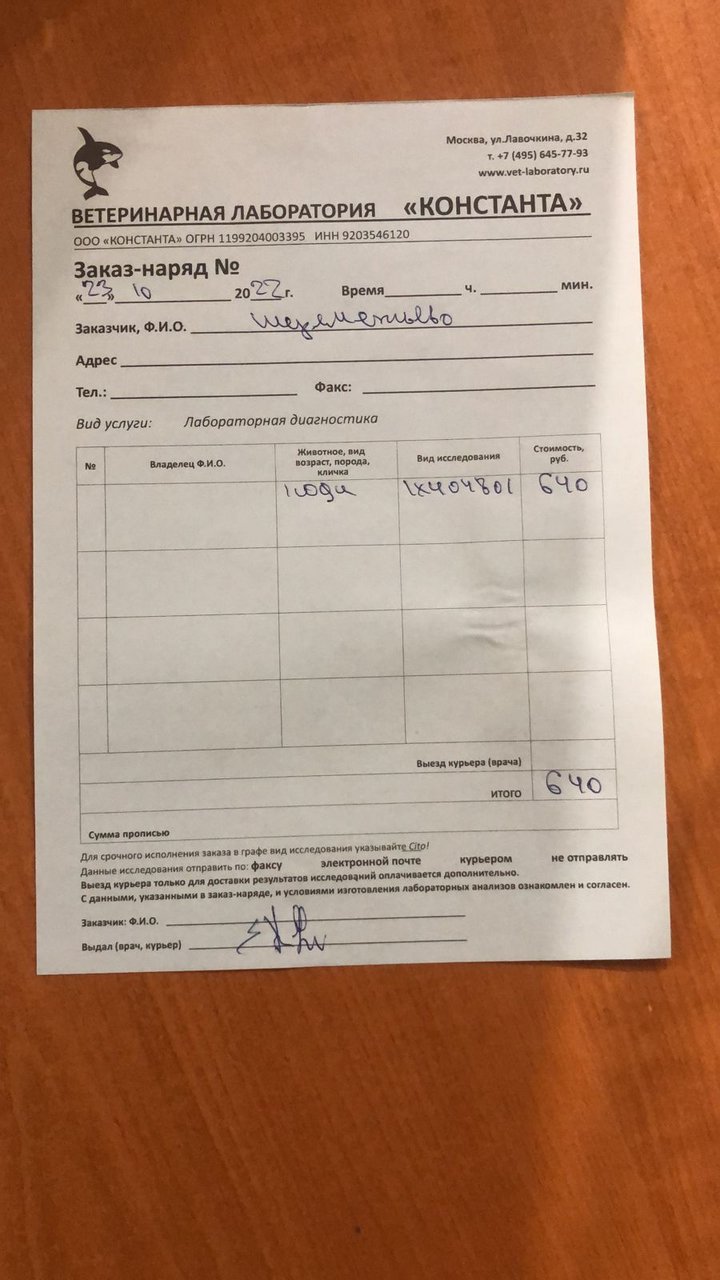 Москва, ул.Лавочкина, д.32
т. +7 (495) 645-77-93
www.vet-laboratory.ru
ВЕТЕРИНАРНАЯ ЛАБОРАТОРИЯ «КОНСТАНТА»
ООО «КОНСТАНТА» ОГРН 1199204003395 ИНН 9203546120
Заказ-наряд №
«23» 10 2022г. Время ч. мин.
Заказчик, Ф.И.О. Шереметьево
Адрес
Тел.: Факс:
Вид услуги: Лабораторная диагностика
№ Владелец Ф.И.О. Животное, вид возраст, порода, кличка Вид исследования Стоимость, руб.
640
Выезд курьера (врача)
ИТОГО 640
Сумма прописью
Для срочного исполнения заказа в графе вид исследования указывайте Cito!
Данные исследования отправить по: факсу электронной почте курьером не отправлять
Выезд курьера только для доставки результатов исследований оплачивается дополнительно.
С данными, указанными в заказ-наряде, и условиями изготовления лабораторных анализов ознакомлен и согласен.
Заказчик: Ф.И.О.
Выдал (врач, курьер)